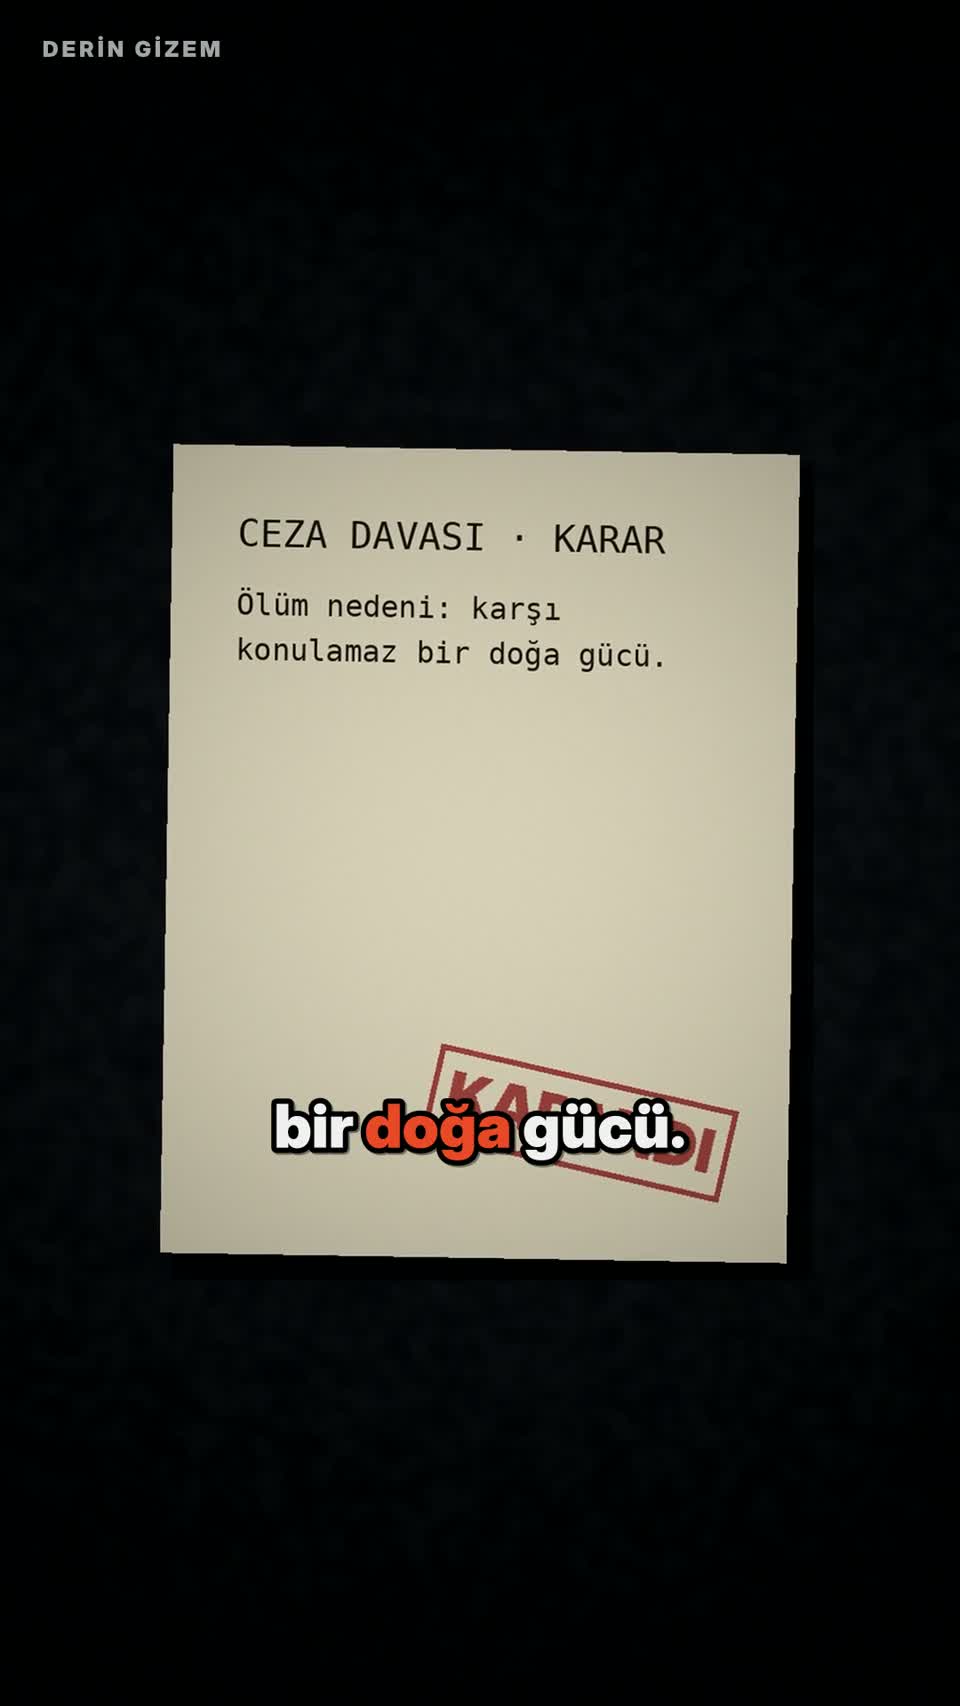 DERİN GİZEM
CEZA DAVASI · KARAR
Ölüm nedeni: karşı
konulamaz bir doğa gücü.
bir doğa gücü.